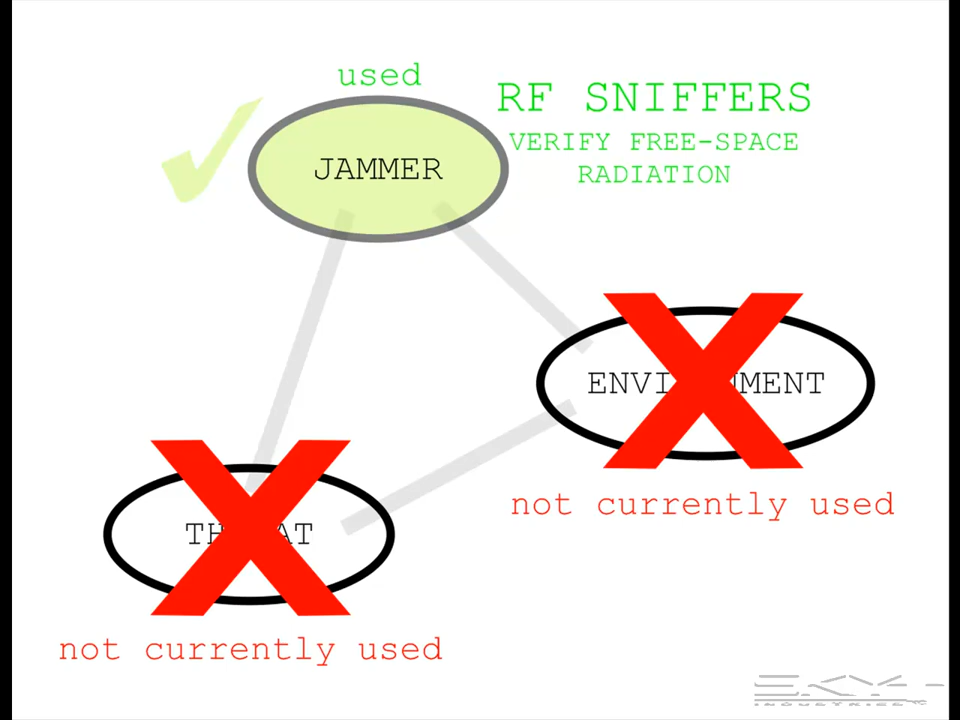 used
RF SNIFFERS
VERIFY FREE-SPACE
RADIATION
JAMMER
not currently used
not currently used